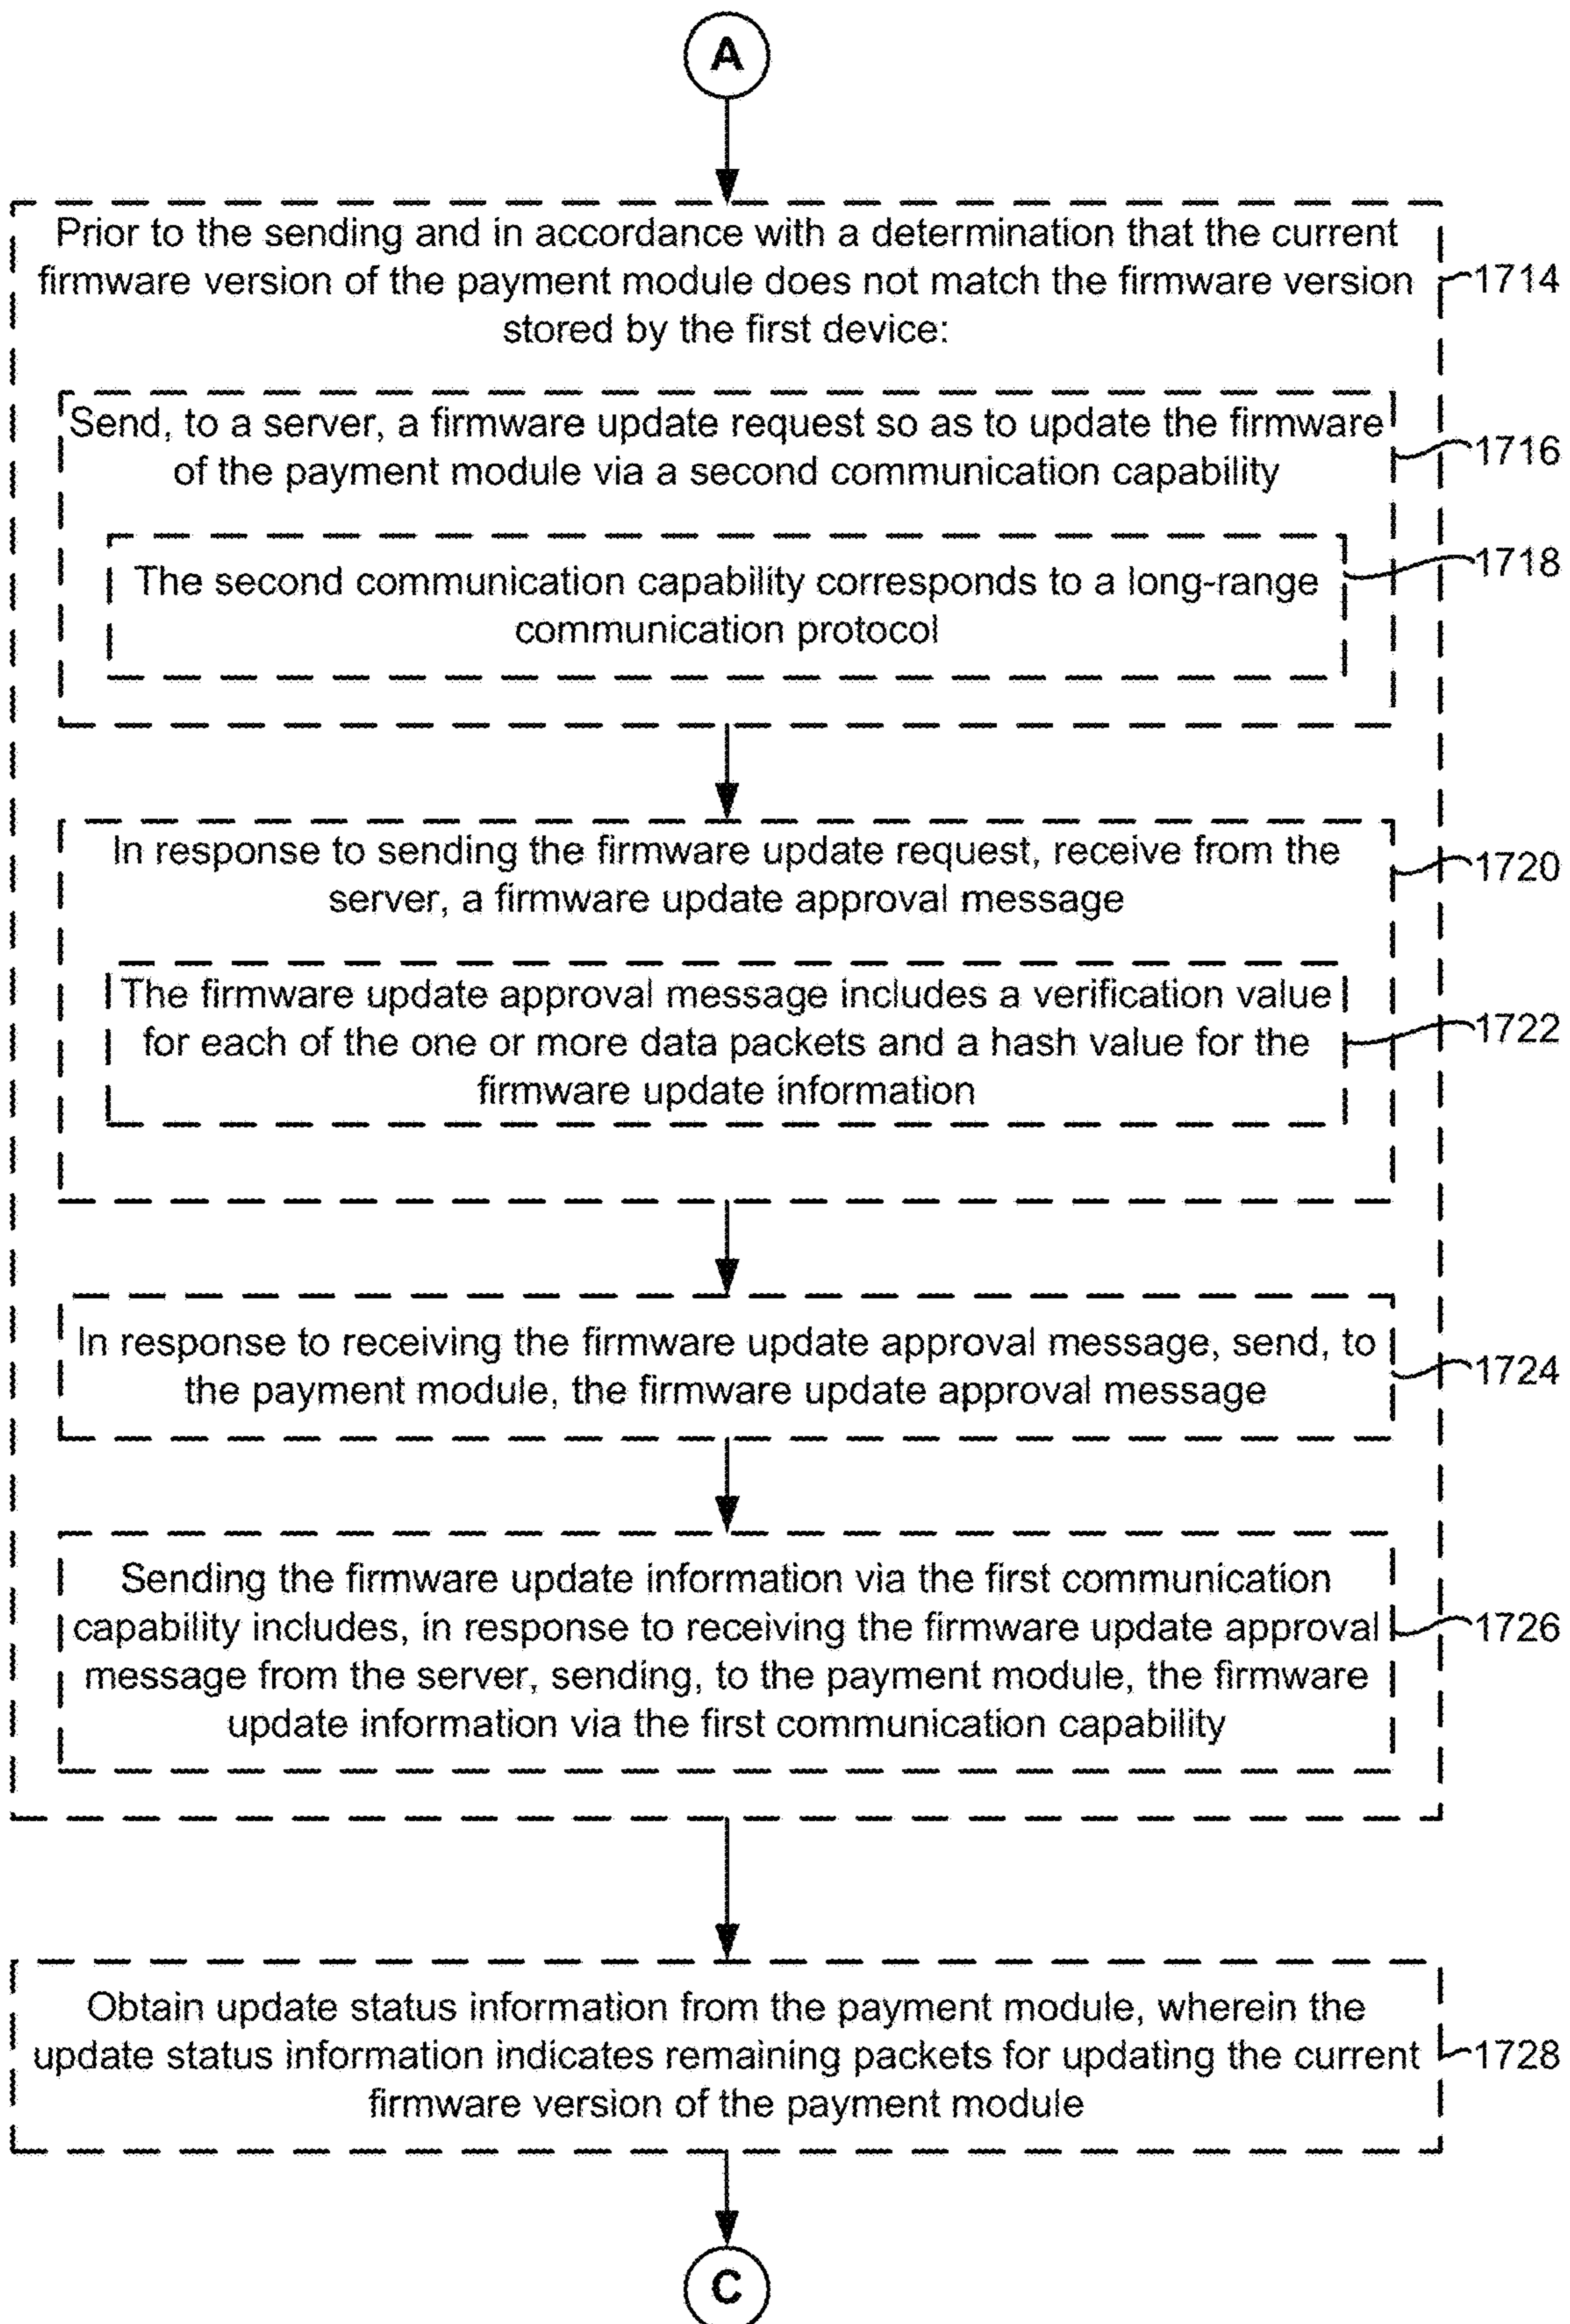 A
Prior to the sending and in accordance with a determination that the current
firmware version of the payment module does not match the firmware version
stored by the first device:
1714
Send, to a server, a firmware update request so as to update the firmware
of the payment module via a second communication capability
1716
The second communication capability corresponds to a long-range
communication protocol
1718
In response to sending the firmware update request, receive from the
server, a firmware update approval message
1720
The firmware update approval message includes a verification value
for each of the one or more data packets and a hash value for the
firmware update information
1722
In response to receiving the firmware update approval message, send, to
the payment module, the firmware update approval message
1724
Sending the firmware update information via the first communication
capability includes, in response to receiving the firmware update approval
message from the server, sending, to the payment module, the firmware
update information via the first communication capability
1726
Obtain update status information from the payment module, wherein the
update status information indicates remaining packets for updating the current
firmware version of the payment module
1728
C